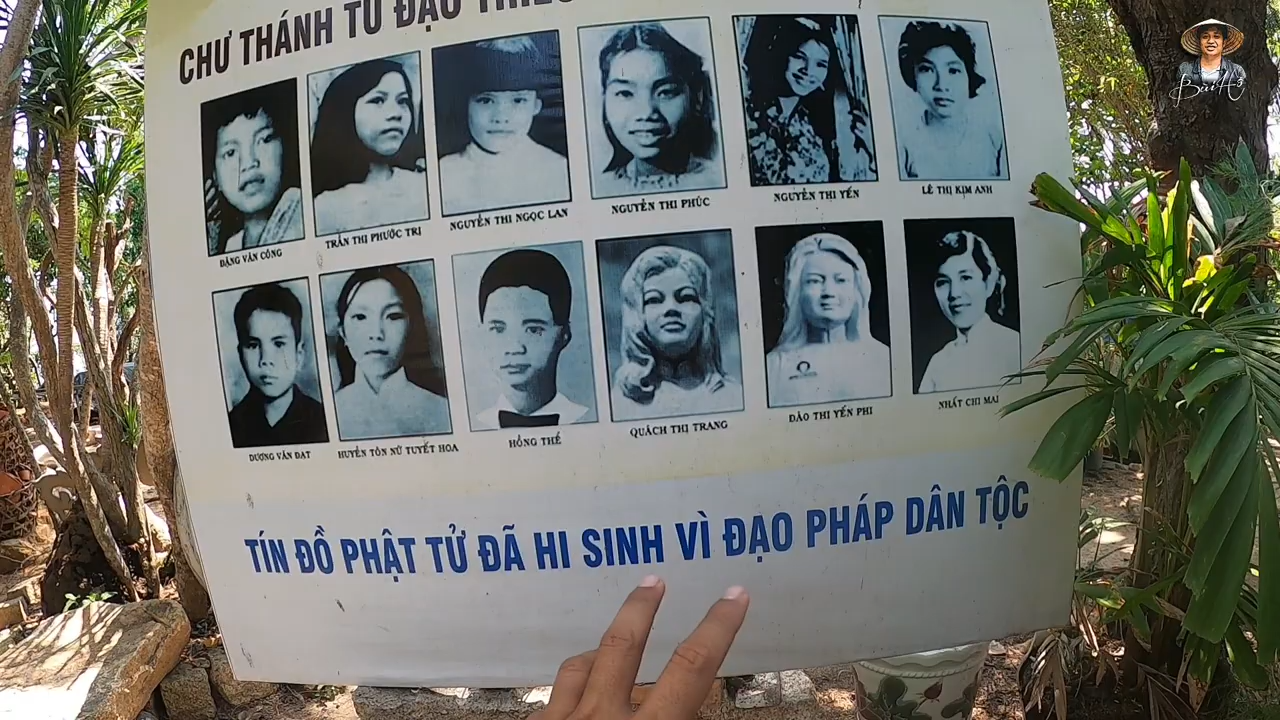 CHƯ THÁNH TỬ ĐẠO
ĐẶNG VĂN CÔNG
TRẦN THỊ PHƯỚC TRỊ
NGUYỄN THỊ NGỌC LAN
NGUYỄN THỊ PHÚC
NGUYỄN THỊ YẾN
LÊ THỊ KIM ANH
DƯƠNG VĂN ĐẠT
HUYỀN TÔN NỮ TUYẾT HOA
HỒNG THỂ
QUÁCH THỊ TRANG
ĐÀO THỊ YẾN PHI
NHẤT CHI MAI
TÍN ĐỒ PHẬT TỬ ĐÃ HI SINH VÌ ĐẠO PHÁP DÂN TỘC